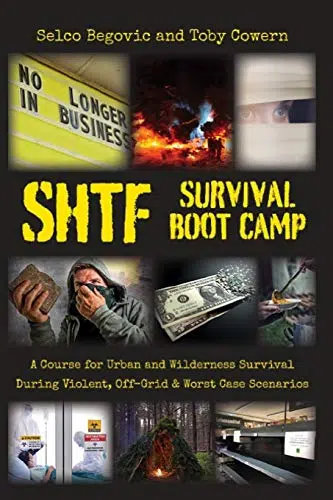 Selco Begovic and Toby Cowern
NO LONGER
IN BUSINESS
SHTF SURVIVAL
BOOT CAMP
A Course for Urban and Wilderness Survival
During Violent, Off-Grid & Worst Case Scenarios